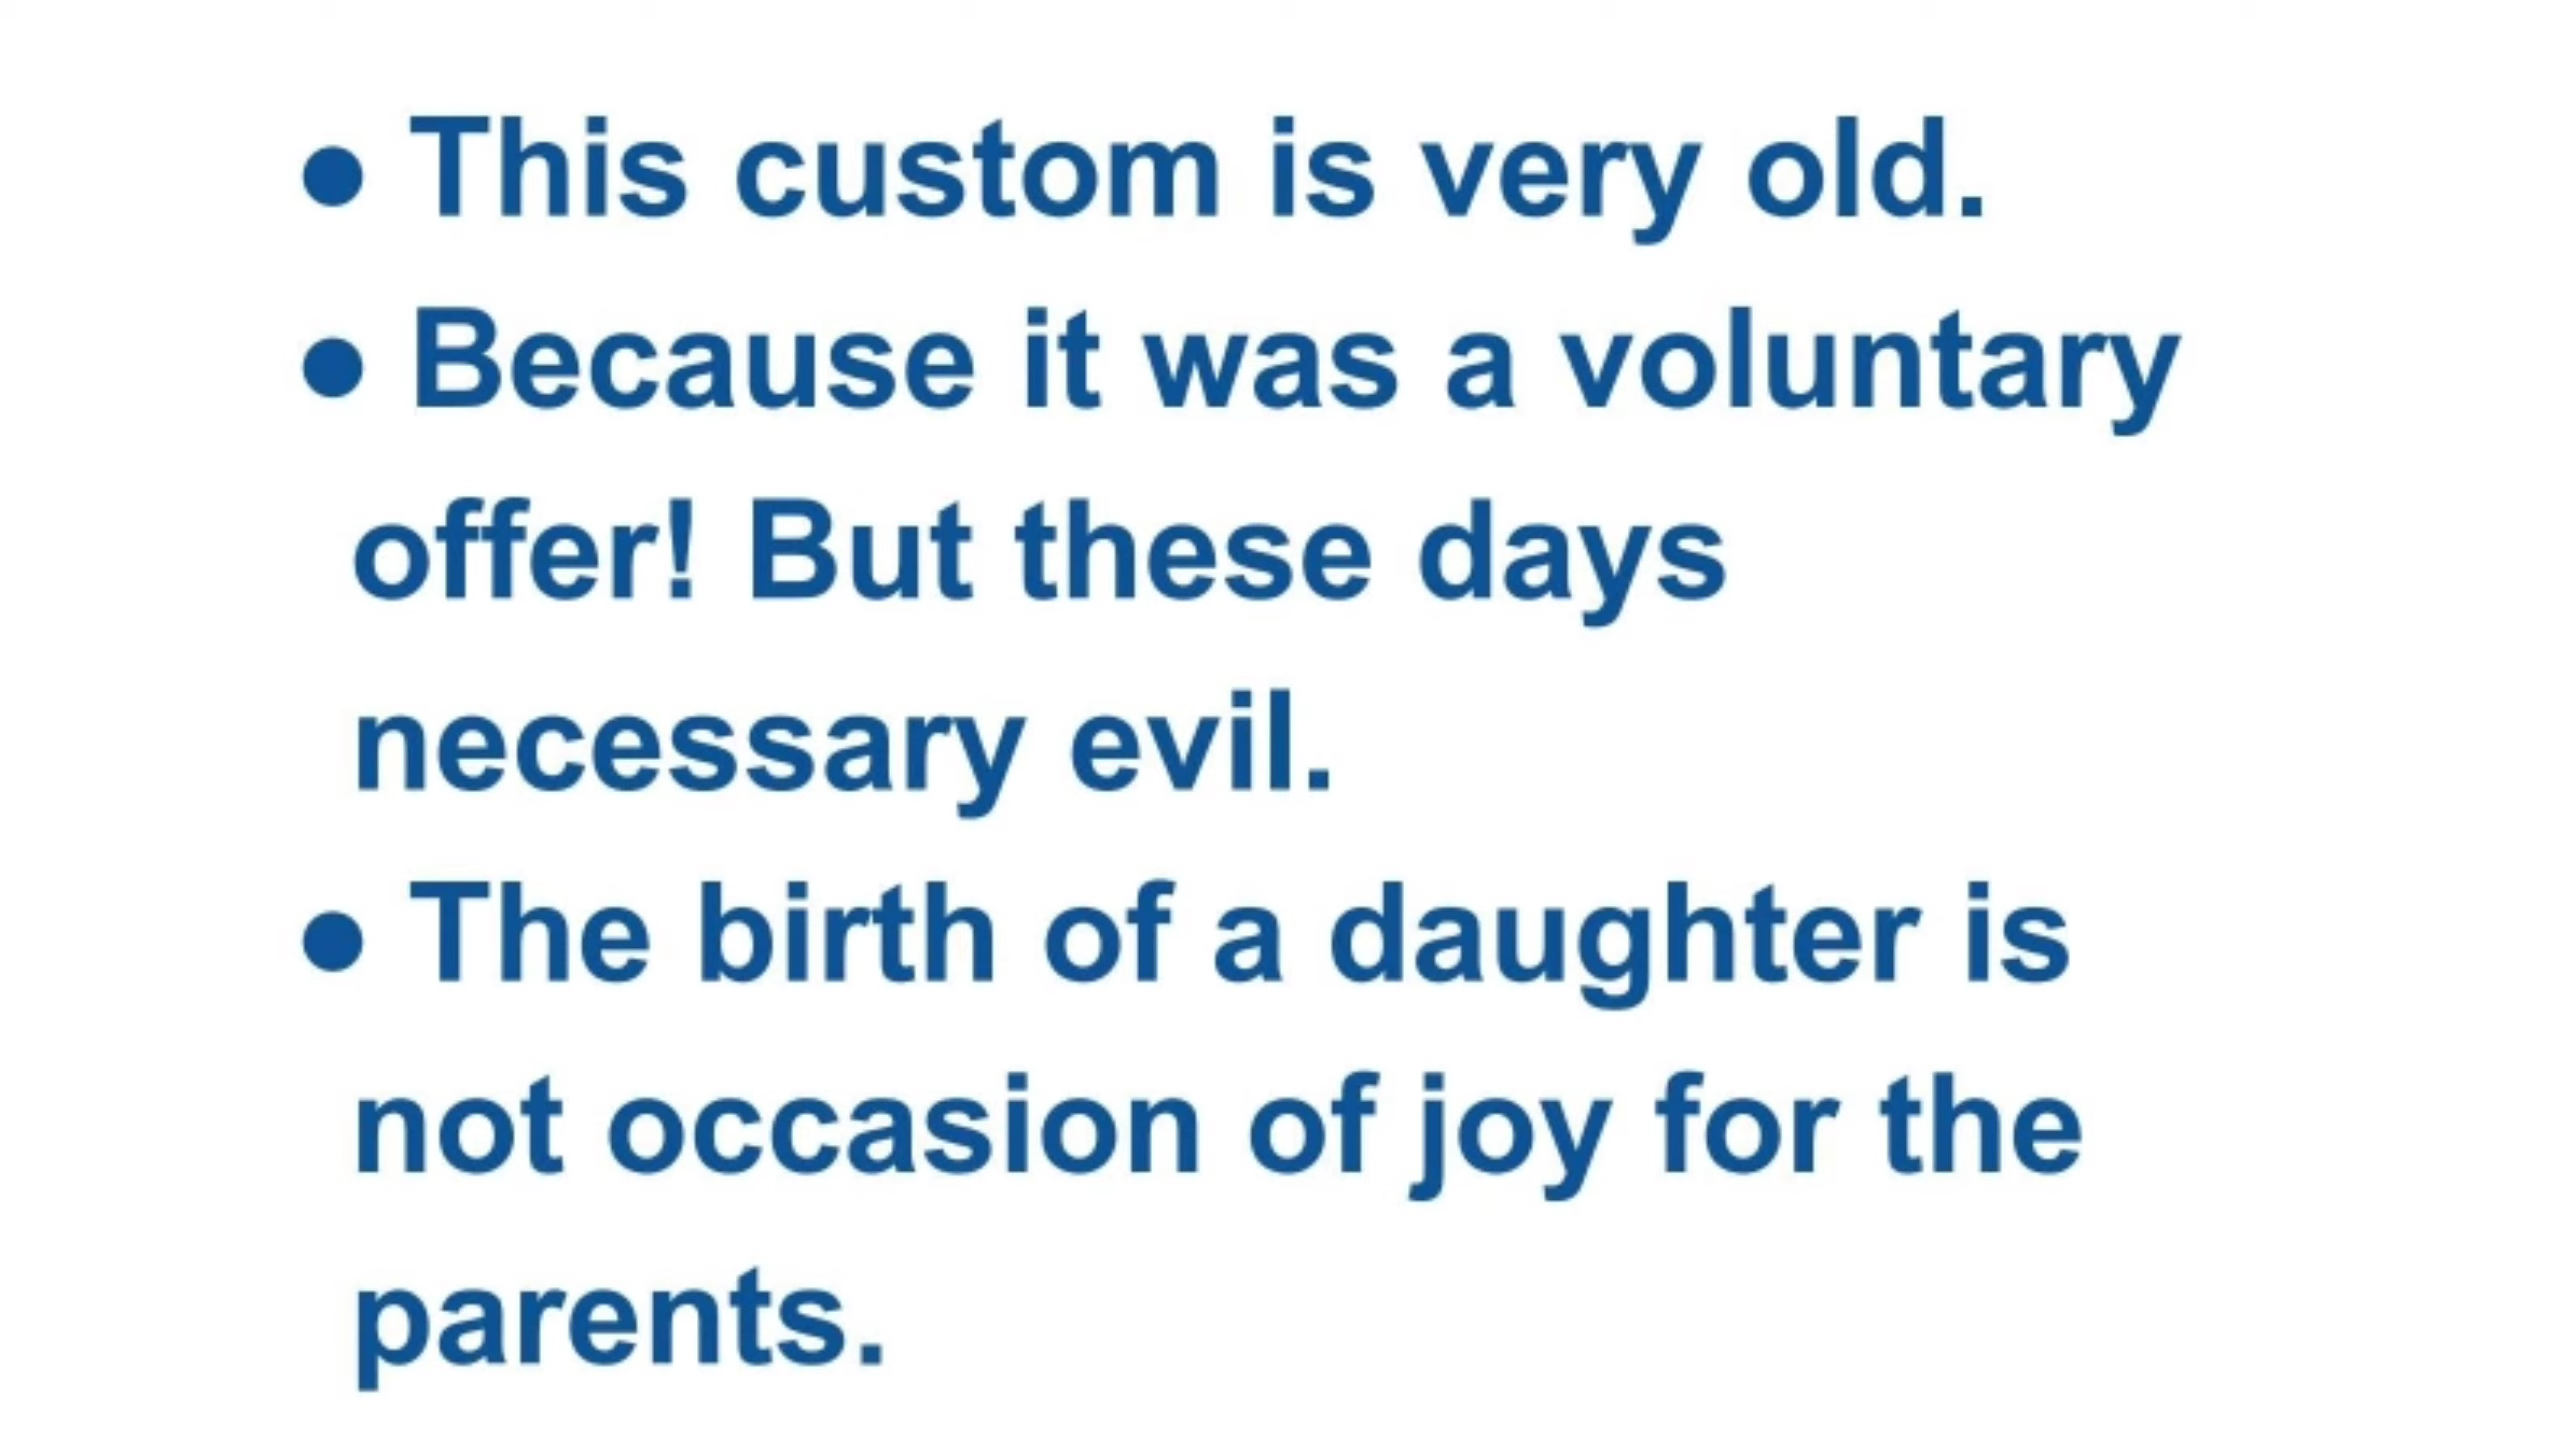 ● This custom is very old.
● Because it was a voluntary
offer! But these days
necessary evil.
● The birth of a daughter is
not occasion of joy for the
parents.